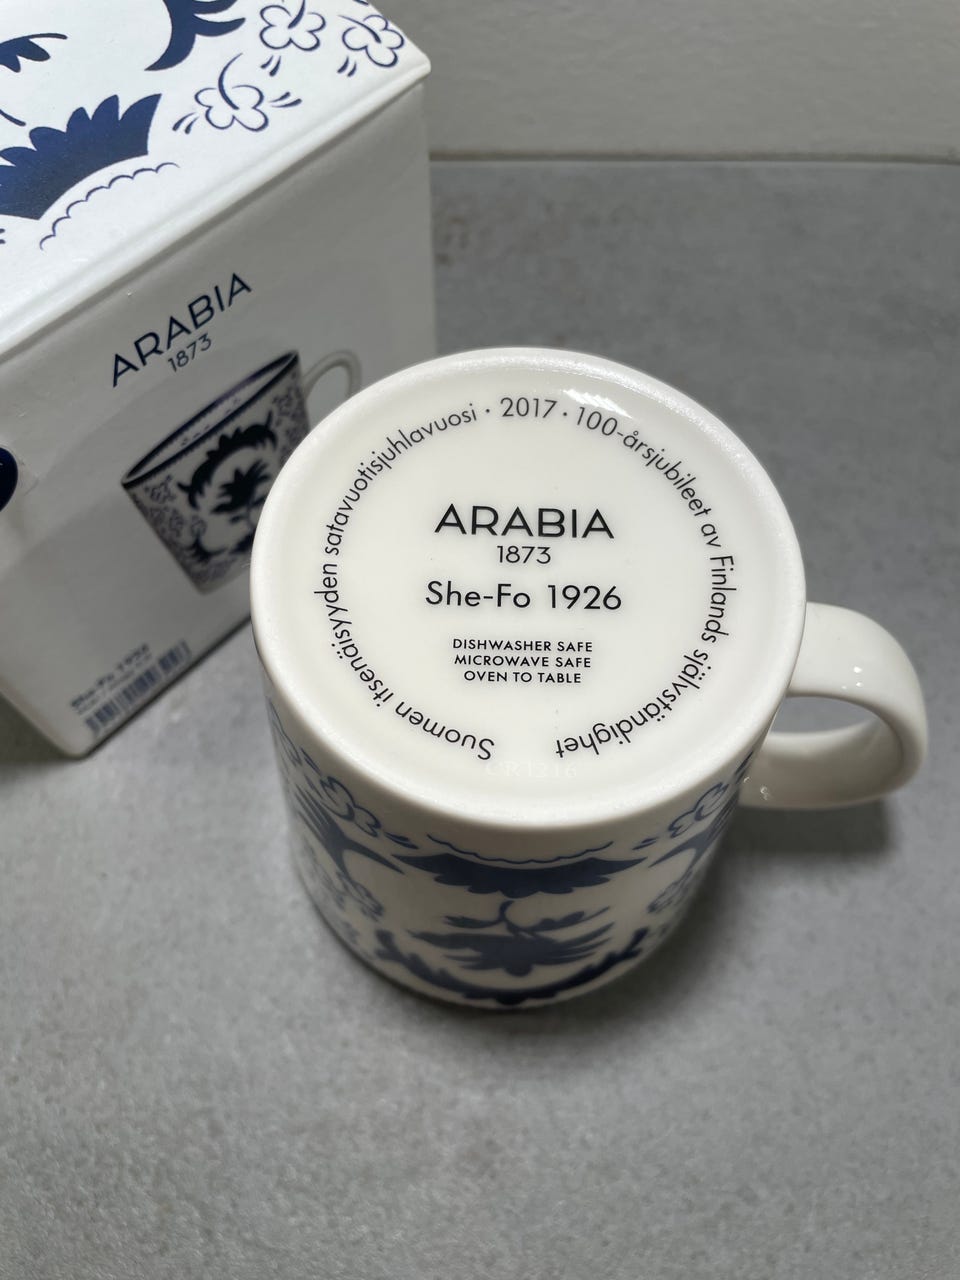 ARABIA
1873
She-Fo 1926
Suomen itsenäisyyden satavuotisjuhlavuosi · 2017 · 100-årsjubileet av Finlands självständighet
ARABIA
1873
She-Fo 1926
DISHWASHER SAFE
MICROWAVE SAFE
OVEN TO TABLE